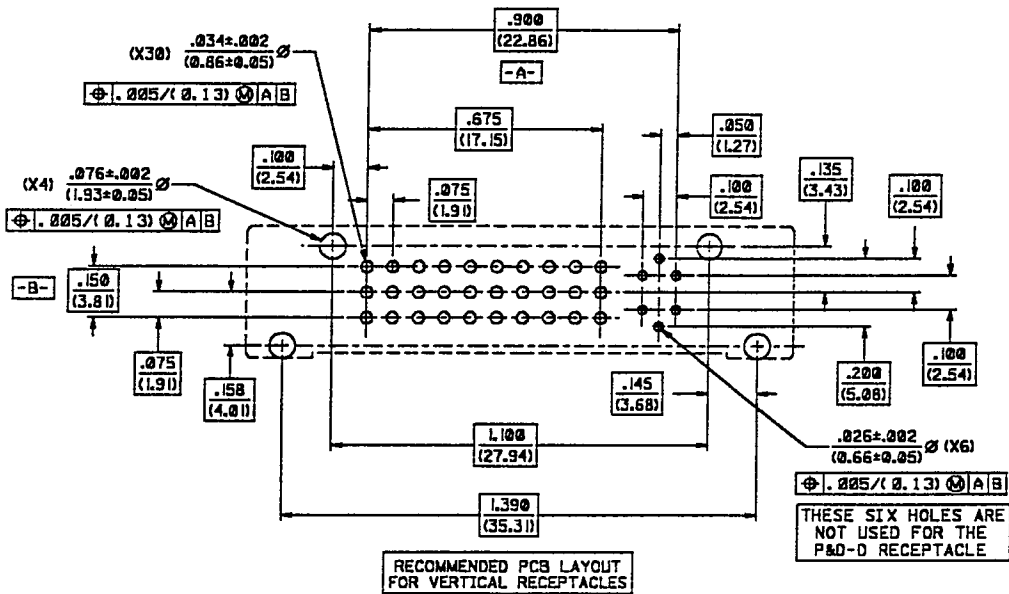 .900
(22.86)
-A-
(X30) .034±.002 Ø
(0.86±0.05)
⌖ .005/(0.13) Ⓜ A B
.675
(17.15)
.050
(1.27)
.100
(2.54)
.135
(3.43)
.100
(2.54)
.075
(1.91)
.100
(2.54)
(X4) .076±.002 Ø
(1.93±0.05)
⌖ .005/(0.13) Ⓜ A B
-B-
.150
(3.81)
.075
(1.91)
.158
(4.01)
.145
(3.68)
.200
(5.08)
.100
(2.54)
1.100
(27.94)
.026±.002 Ø (X6)
(0.66±0.05)
⌖ .005/(0.13) Ⓜ A B
1.390
(35.31)
THESE SIX HOLES ARE
NOT USED FOR THE
P&D-D RECEPTACLE
RECOMMENDED PCB LAYOUT
FOR VERTICAL RECEPTACLES